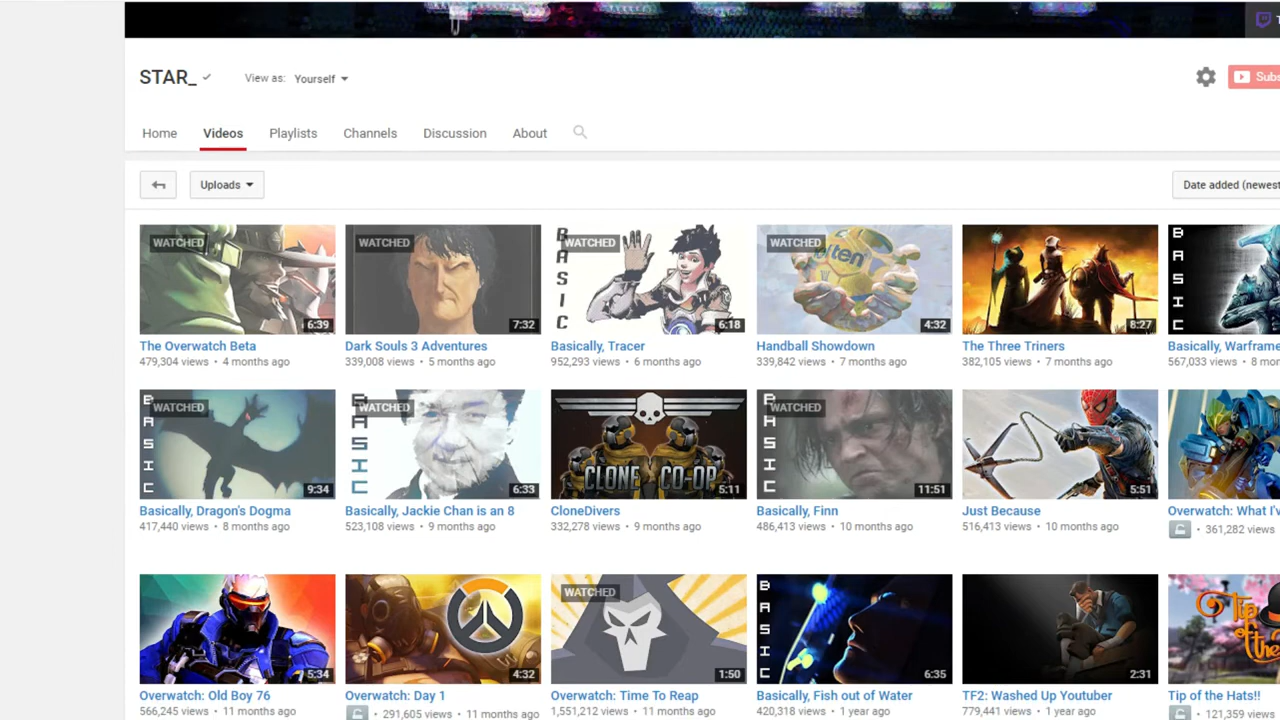 STAR_
View as: Yourself
Subs
Home Videos Playlists Channels Discussion About
Uploads
Date added (newest
WATCHED WATCHED WATCHED WATCHED
BASIC
BASIC
6:39 7:32 6:18 4:32 8:27
The Overwatch Beta Dark Souls 3 Adventures Basically, Tracer Handball Showdown The Three Triners Basically, Warframe
479,304 views • 4 months ago 339,008 views • 5 months ago 952,293 views • 6 months ago 339,842 views • 7 months ago 382,105 views • 7 months ago 567,033 views • 8 mon
WATCHED WATCHED WATCHED
BASIC
BASIC
BASIC
CLONE CO-OP
9:34 6:33 5:11 11:51 5:51
Basically, Dragon's Dogma Basically, Jackie Chan is an 8 CloneDivers Basically, Finn Just Because Overwatch: What I'v
417,440 views • 8 months ago 523,108 views • 9 months ago 332,278 views • 9 months ago 486,413 views • 10 months ago 516,413 views • 10 months ago • 361,282 views
WATCHED
BASIC
Tip of the
5:34 4:32 1:50 6:35 2:31
Overwatch: Old Boy 76 Overwatch: Day 1 Overwatch: Time To Reap Basically, Fish out of Water TF2: Washed Up Youtuber Tip of the Hats!!
566,245 views • 11 months ago • 291,605 views • 11 months ago 1,551,212 views • 11 months ago 420,318 views • 1 year ago 779,441 views • 1 year ago • 121,359 views